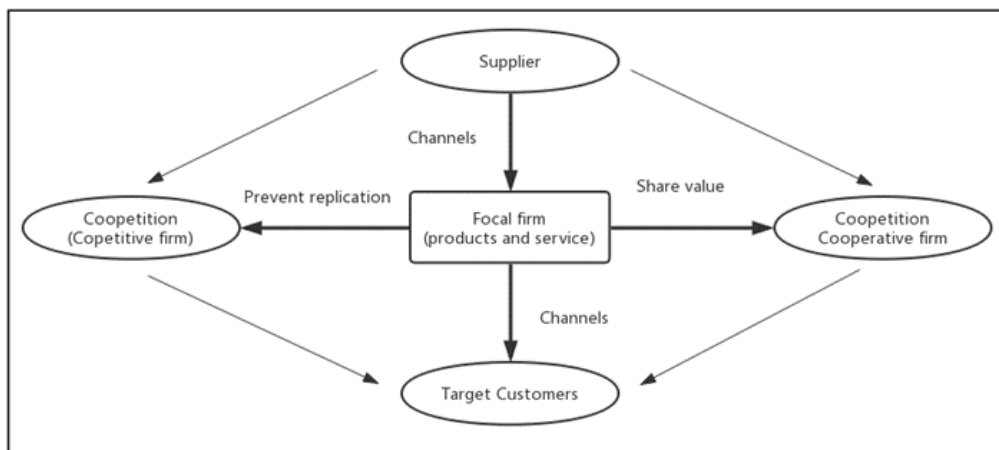 Supplier
Channels
Prevent replication
Share value
Coopetition
(Copetitive firm)
Focal firm
(products and service)
Coopetition
Cooperative firm
Channels
Target Customers